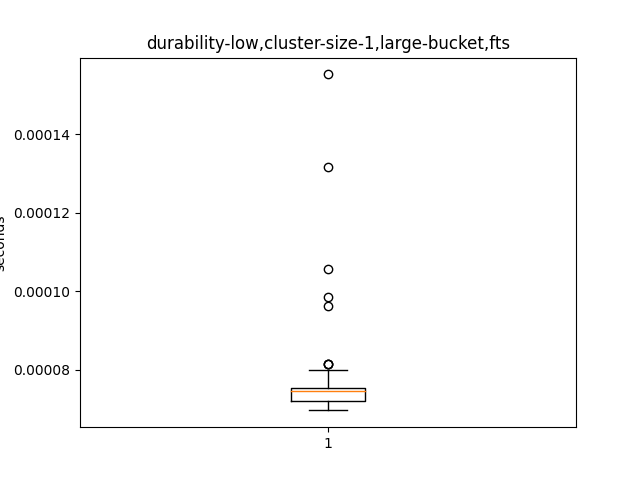 durability-low,cluster-size-1,large-bucket,fts
0.00014
0.00012
0.00010
0.00008
seconds
1